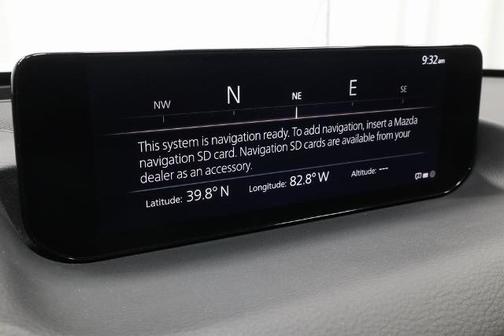 9:32am
NW N NE E SE
This system is navigation ready. To add navigation, insert a Mazda
navigation SD card. Navigation SD cards are available from your
dealer as an accessory.
Latitude: 39.8° N Longitude: 82.8° W Altitude: ---